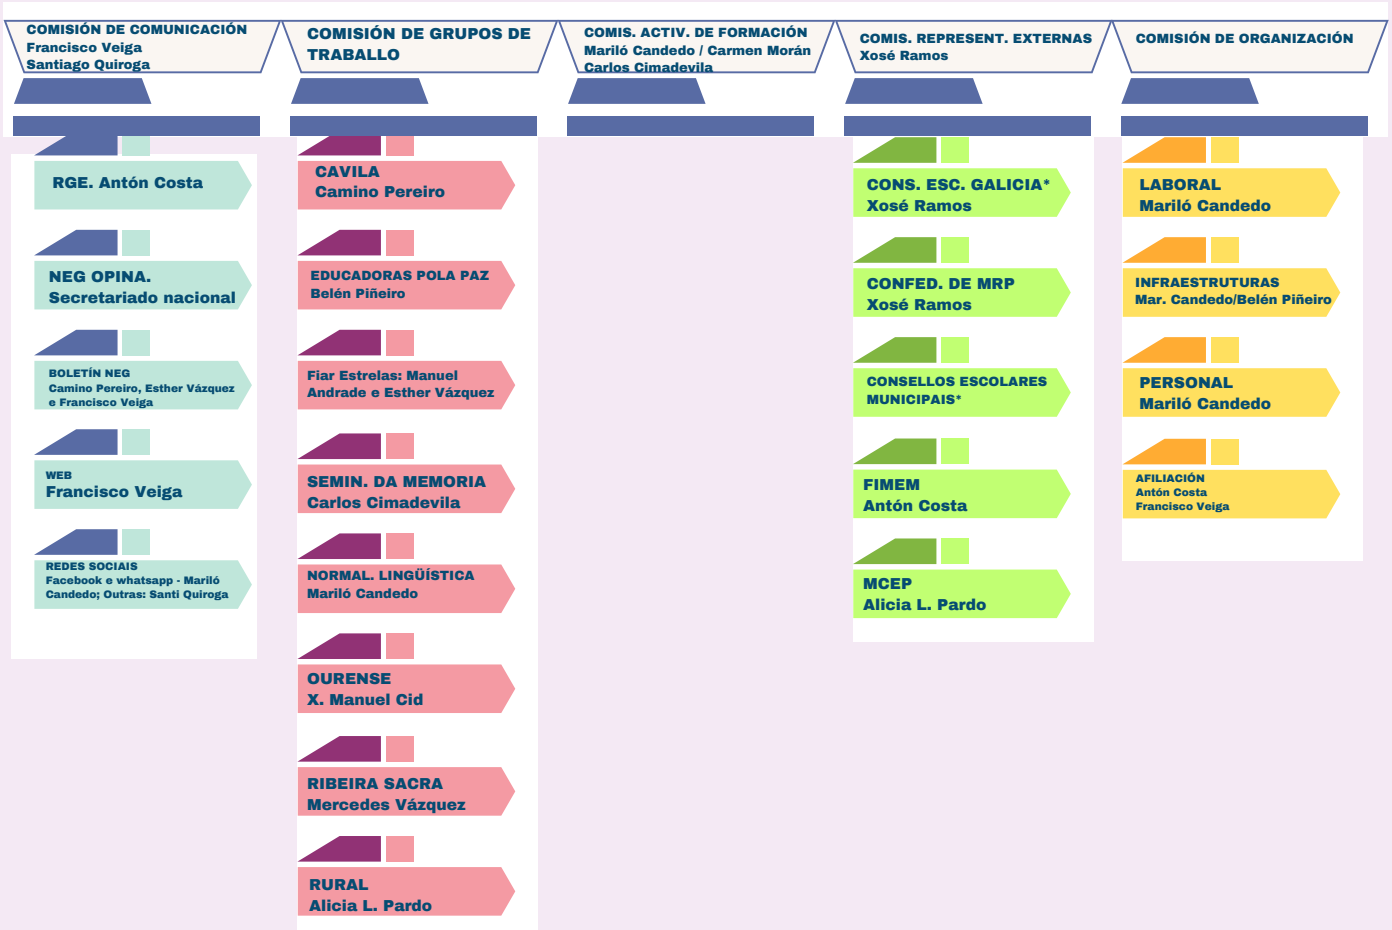 COMISIÓN DE COMUNICACIÓN
Francisco Veiga
Santiago Quiroga
COMISIÓN DE GRUPOS DE
TRABALLO
COMIS. ACTIV. DE FORMACIÓN
Mariló Candedo / Carmen Morán
Carlos Cimadevila
COMIS. REPRESENT. EXTERNAS
Xosé Ramos
COMISIÓN DE ORGANIZACIÓN
RGE. Antón Costa
NEG OPINA.
Secretariado nacional
BOLETÍN NEG
Camino Pereiro, Esther Vázquez
e Francisco Veiga
WEB
Francisco Veiga
REDES SOCIAIS
Facebook e whatsapp - Mariló
Candedo; Outras: Santi Quiroga
CAVILA
Camino Pereiro
EDUCADORAS POLA PAZ
Belén Piñeiro
Fiar Estrelas: Manuel
Andrade e Esther Vázquez
SEMIN. DA MEMORIA
Carlos Cimadevila
NORMAL. LINGÜÍSTICA
Mariló Candedo
OURENSE
X. Manuel Cid
RIBEIRA SACRA
Mercedes Vázquez
RURAL
Alicia L. Pardo
CONS. ESC. GALICIA*
Xosé Ramos
CONFED. DE MRP
Xosé Ramos
CONSELLOS ESCOLARES
MUNICIPAIS*
FIMEM
Antón Costa
MCEP
Alicia L. Pardo
LABORAL
Mariló Candedo
INFRAESTRUTURAS
Mar. Candedo/Belén Piñeiro
PERSONAL
Mariló Candedo
AFILIACIÓN
Antón Costa
Francisco Veiga